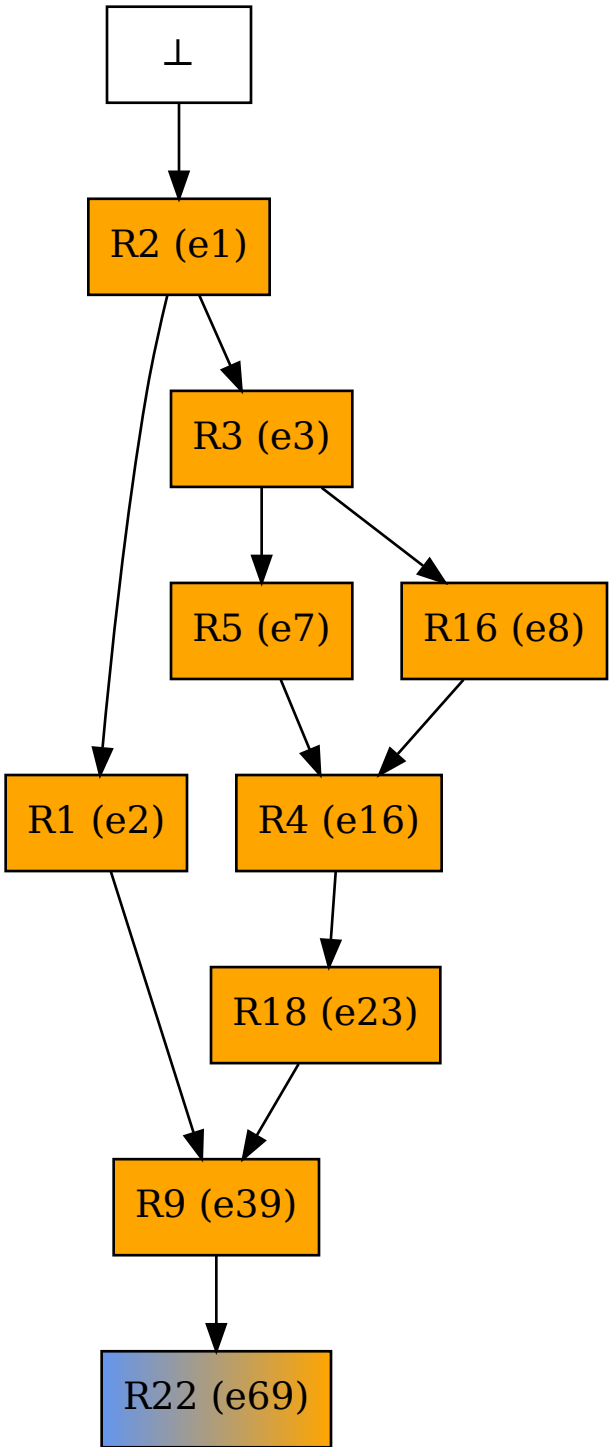 ⊥
R2 (e1)
R3 (e3)
R5 (e7)
R16 (e8)
R1 (e2)
R4 (e16)
R18 (e23)
R9 (e39)
R22 (e69)